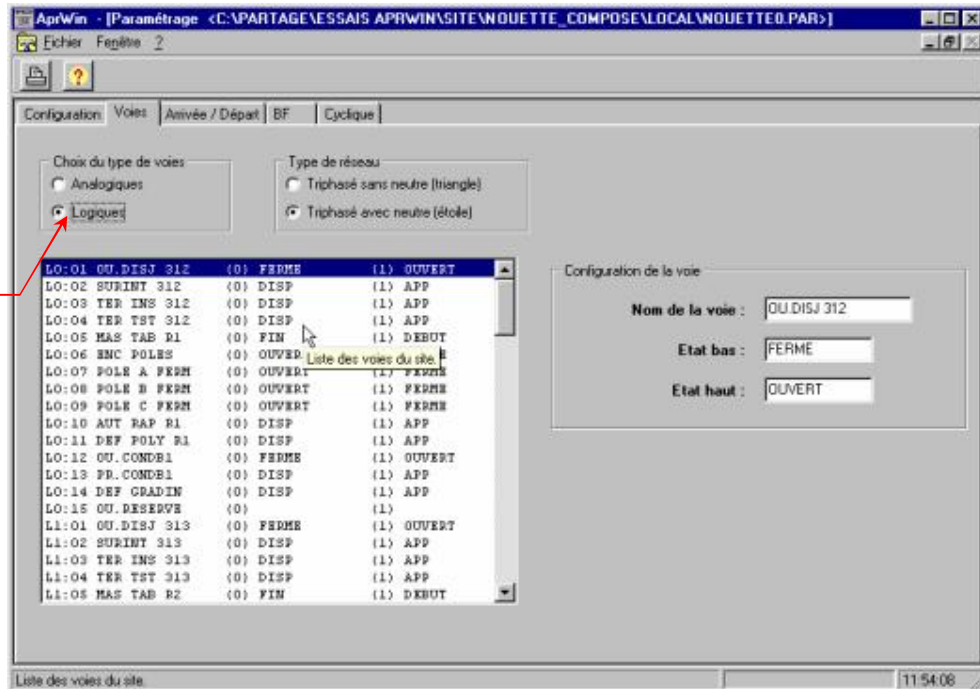 AprWin - [Paramétrage <C:\PARTAGE\ESSAIS APRWIN\SITE\NOUETTE_COMPOSE\LOCAL\NOUETTE0.PAR>]
Fichier Fenêtre ?
Configuration Voies Arrivée / Départ BF Cyclique
Choix du type de voies
Analogiques
Logiques
Type de réseau
Triphasé sans neutre (triangle)
Triphasé avec neutre (étoile)
L0:01 OU.DISJ 312 (0) FERME (1) OUVERT
L0:02 SURINT 312 (0) DISP (1) APP
L0:03 TER INS 312 (0) DISP (1) APP
L0:04 TER TST 312 (0) DISP (1) APP
L0:05 MAS TAB R1 (0) FIN (1) DEBUT
L0:06 ENC POLES (0) OUVER
L0:07 POLE A FERM (0) OUVERT (1) FERME
L0:08 POLE B FERM (0) OUVERT (1) FERME
L0:09 POLE C FERM (0) OUVERT (1) FERME
L0:10 AUT RAP R1 (0) DISP (1) APP
L0:11 DEF POLY R1 (0) DISP (1) APP
L0:12 OU.CONDB1 (0) FERME (1) OUVERT
L0:13 PR.CONDB1 (0) DISP (1) APP
L0:14 DEF GRADIN (0) DISP (1) APP
L0:15 OU.RESERVE (0) (1)
L1:01 OU.DISJ 313 (0) FERME (1) OUVERT
L1:02 SURINT 313 (0) DISP (1) APP
L1:03 TER INS 313 (0) DISP (1) APP
L1:04 TER TST 313 (0) DISP (1) APP
L1:05 MAS TAB R2 (0) FIN (1) DEBUT
Liste des voies du site.
Configuration de la voie
Nom de la voie : OU.DISJ 312
Etat bas : FERME
Etat haut : OUVERT
Liste des voies du site.
11:54:08